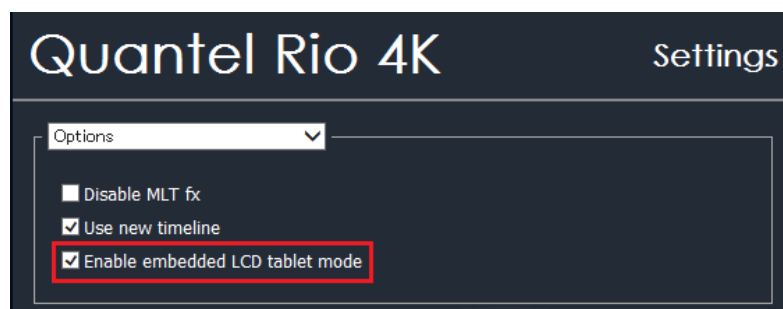 Quantel Rio 4K
Settings
Options
Disable MLT fx
Use new timeline
Enable embedded LCD tablet mode